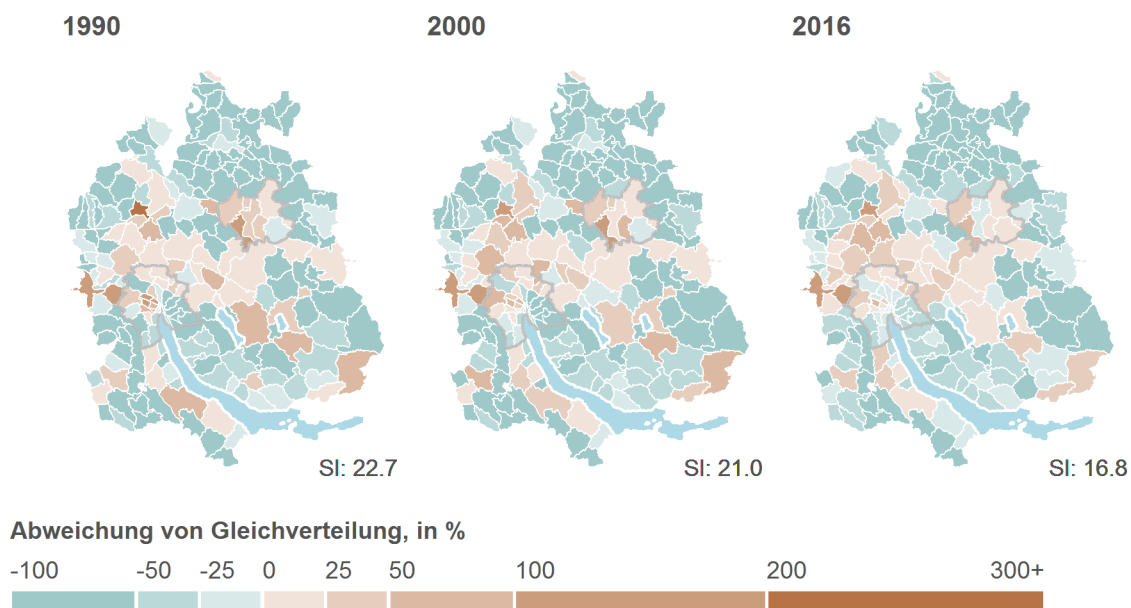 1990 2000 2016
SI: 22.7 SI: 21.0 SI: 16.8
Abweichung von Gleichverteilung, in %
-100 -50 -25 0 25 50 100 200 300+